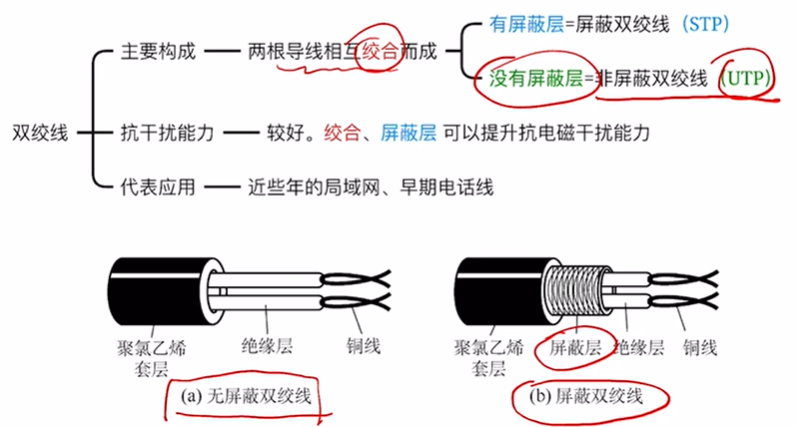 有屏蔽层=屏蔽双绞线（STP）
主要构成
两根导线相互绞合而成
没有屏蔽层=非屏蔽双绞线（UTP）
双绞线
抗干扰能力
较好。绞合、屏蔽层 可以提升抗电磁干扰能力
代表应用
近些年的局域网、早期电话线
聚氯乙烯
套层
绝缘层
铜线
(a) 无屏蔽双绞线
聚氯乙烯
套层
屏蔽层
绝缘层
铜线
(b) 屏蔽双绞线